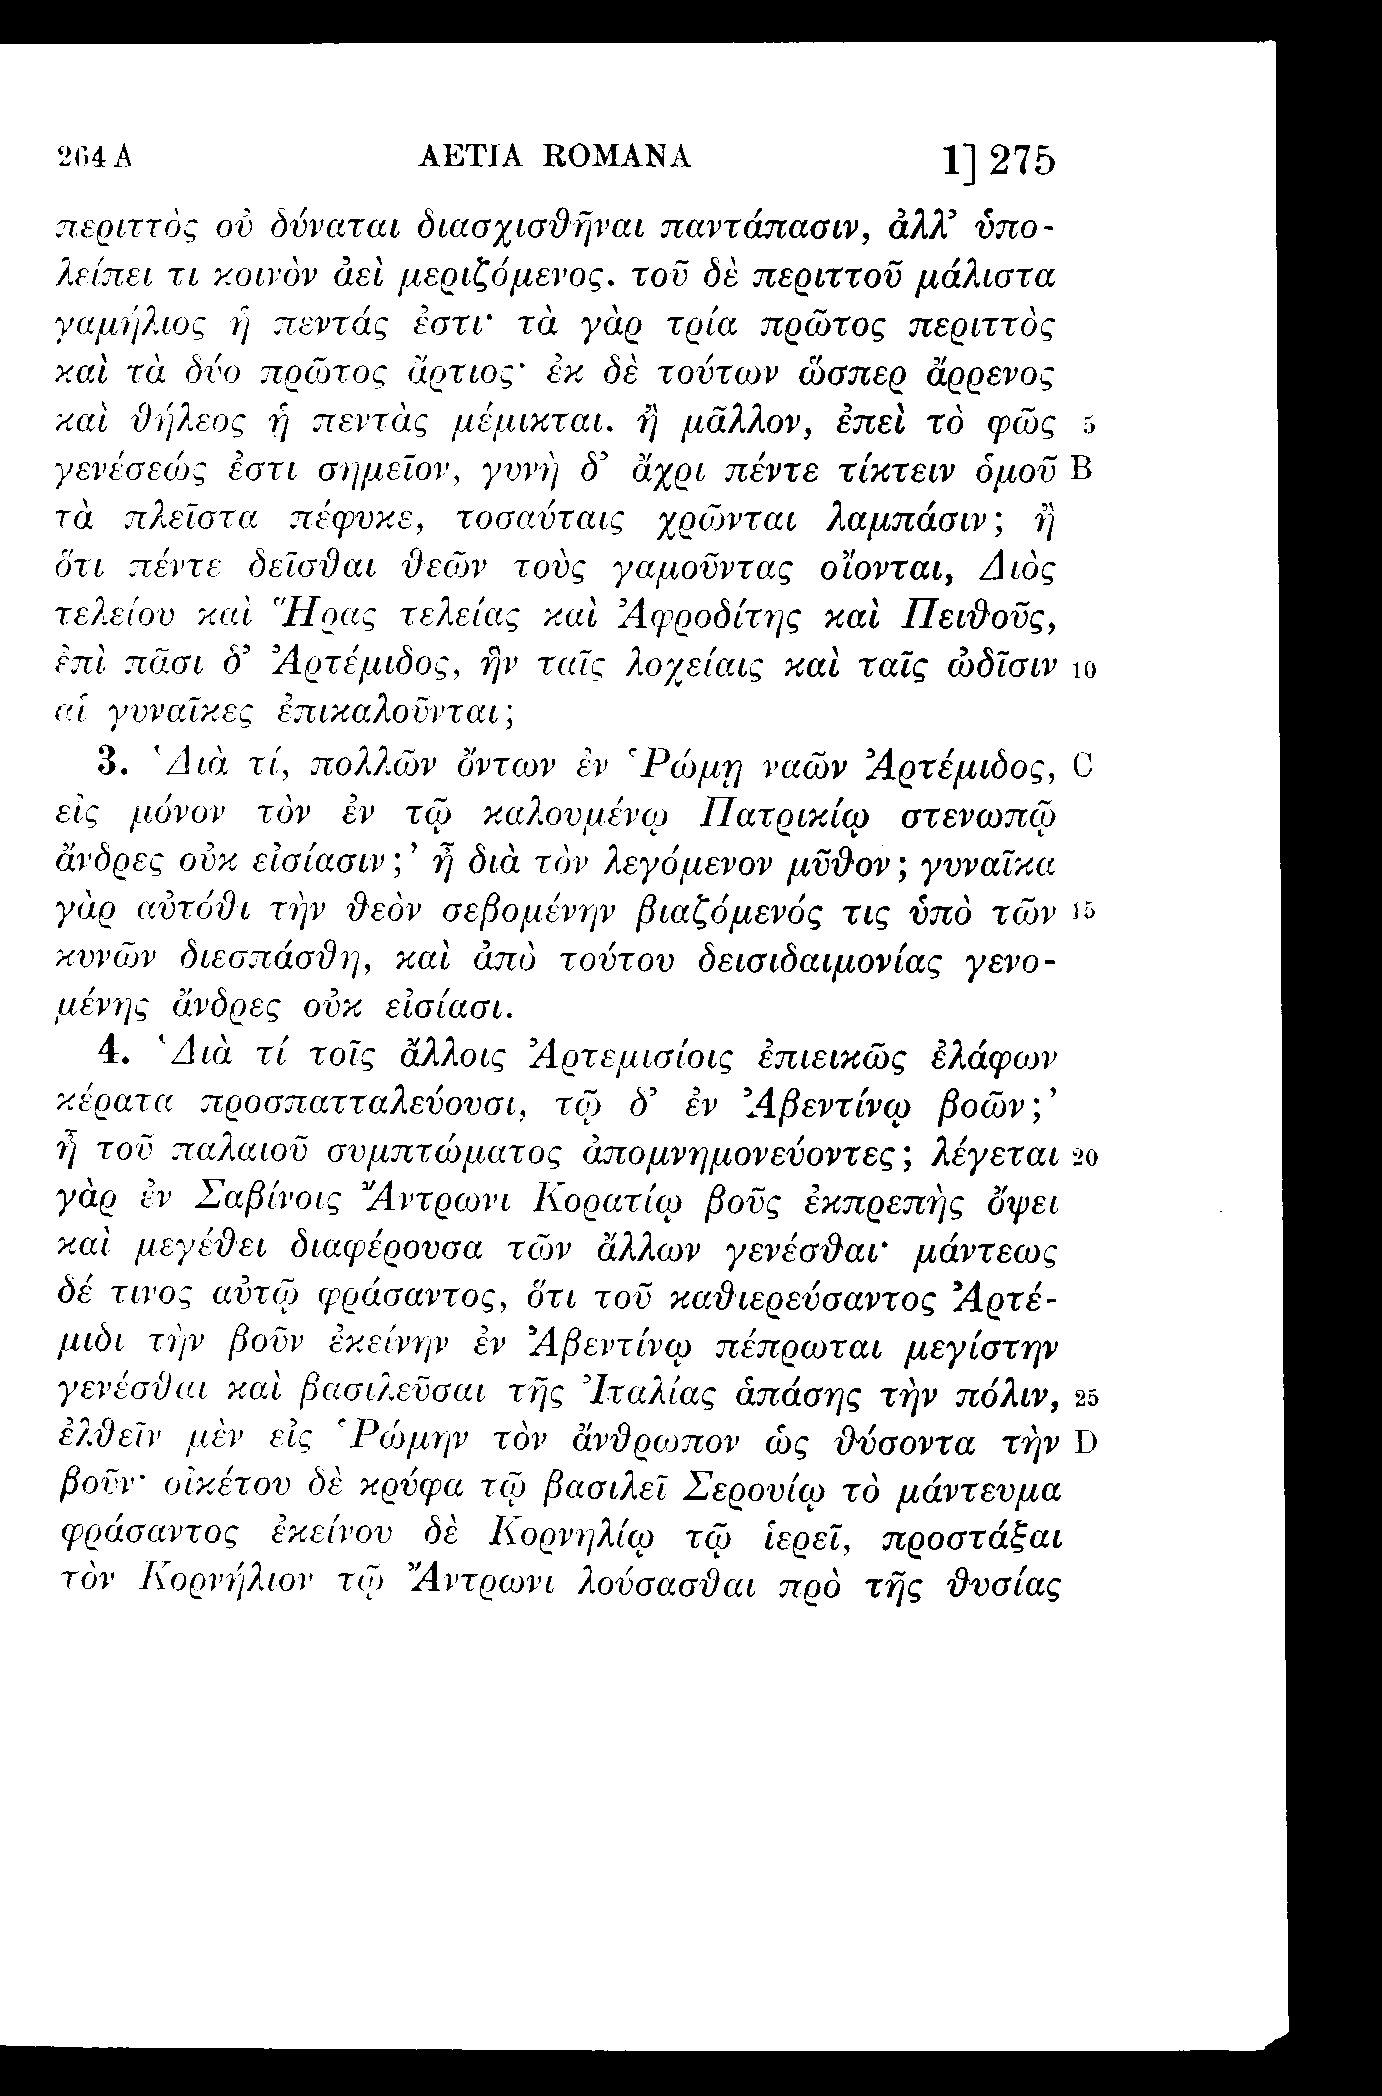 264 A AETIA ROMANA 1] 275
περιττὸς οὐ δύναται διασχισθῆναι παντάπασιν, ἀλλ’ ὑπο-
λείπει τι κοινὸν ἀεὶ μεριζόμενος. τοῦ δὲ περιττοῦ μάλιστα
γαμήλιος ἡ πεντάς ἐστι· τὰ γὰρ τρία πρῶτος περιττὸς
καὶ τὰ δύο πρῶτος ἄρτιος· ἐκ δὲ τούτων ὥσπερ ἄρρενος
καὶ θήλεος ἡ πεντὰς μέμικται. ἢ μᾶλλον, ἐπεὶ τὸ φῶς 5
γενέσεώς ἐστι σημεῖον, γυνὴ δ’ ἄχρι πέντε τίκτειν ὁμοῦ B
τὰ πλεῖστα πέφυκε, τοσαύταις χρῶνται λαμπάσιν; ἢ
ὅτι πέντε δεῖσθαι θεῶν τοὺς γαμοῦντας οἴονται, Διὸς
τελείου καὶ Ἥρας τελείας καὶ Ἀφροδίτης καὶ Πειθοῦς,
ἐπὶ πᾶσι δ’ Ἀρτέμιδος, ἣν ταῖς λοχείαις καὶ ταῖς ὠδῖσιν 10
αἱ γυναῖκες ἐπικαλοῦνται;
3. ‘Διὰ τί, πολλῶν ὄντων ἐν Ῥώμῃ ναῶν Ἀρτέμιδος, C
εἰς μόνον τὸν ἐν τῷ καλουμένῳ Πατρικίῳ στενωπῷ
ἄνδρες οὐκ εἰσίασιν;’ ἦ διὰ τὸν λεγόμενον μῦθον; γυναῖκα
γὰρ αὐτόθι τὴν θεὸν σεβομένην βιαζόμενός τις ὑπὸ τῶν 15
κυνῶν διεσπάσθη, καὶ ἀπὸ τούτου δεισιδαιμονίας γενο-
μένης ἄνδρες οὐκ εἰσίασι.
4. ‘Διὰ τί τοῖς ἄλλοις Ἀρτεμισίοις ἐπιεικῶς ἐλάφων
κέρατα προσπατταλεύουσι, τῷ δ’ ἐν Ἀβεντίνῳ βοῶν;’
ἦ τοῦ παλαιοῦ συμπτώματος ἀπομνημονεύοντες; λέγεται 20
γὰρ ἐν Σαβίνοις Ἄντρωνι Κορατίῳ βοῦς ἐκπρεπὴς ὄψει
καὶ μεγέθει διαφέρουσα τῶν ἄλλων γενέσθαι· μάντεως
δέ τινος αὐτῷ φράσαντος, ὅτι τοῦ καθιερεύσαντος Ἀρτέ-
μιδι τὴν βοῦν ἐκείνην ἐν Ἀβεντίνῳ πέπρωται μεγίστην
γενέσθαι καὶ βασιλεῦσαι τῆς Ἰταλίας ἁπάσης τὴν πόλιν, 25
ἐλθεῖν μὲν εἰς Ῥώμην τὸν ἄνθρωπον ὡς θύσοντα τὴν D
βοῦν· οἰκέτου δὲ κρύφα τῷ βασιλεῖ Σερουίῳ τὸ μάντευμα
φράσαντος ἐκείνου δὲ Κορνηλίῳ τῷ ἱερεῖ, προστάξαι
τὸν Κορνήλιον τῷ Ἄντρωνι λούσασθαι πρὸ τῆς θυσίας